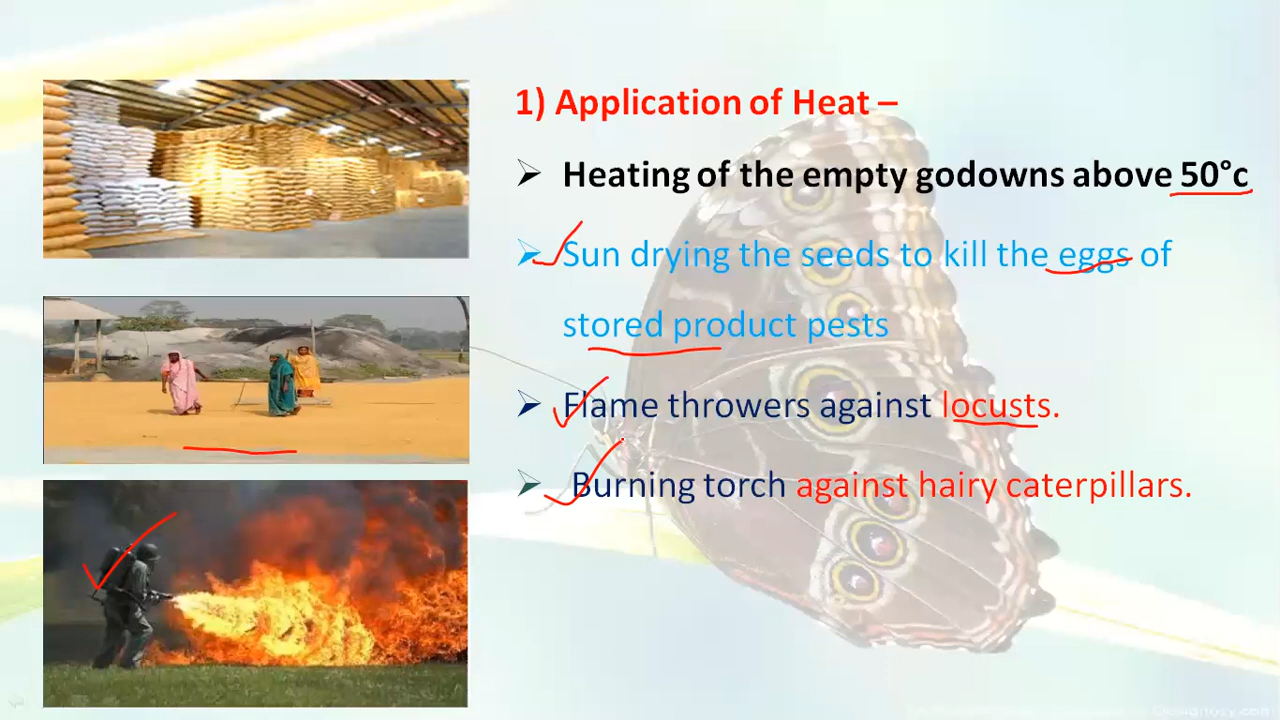 1) Application of Heat –
➢ Heating of the empty godowns above 50°c
➢ Sun drying the seeds to kill the eggs of
stored product pests
➢ Flame throwers against locusts.
➢ Burning torch against hairy caterpillars.